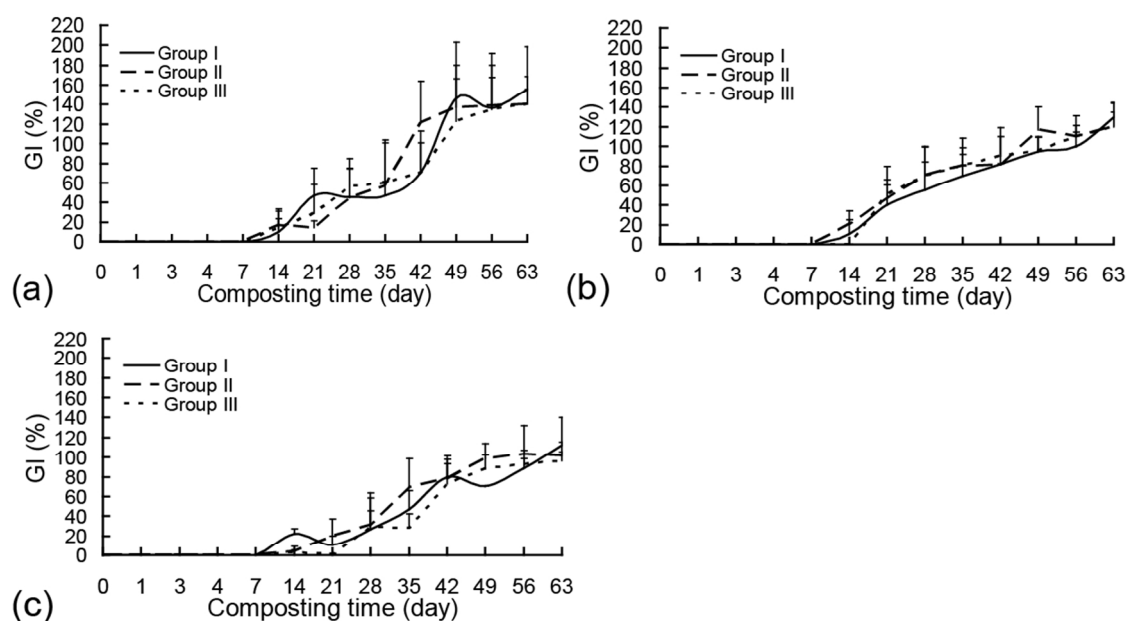 220
200
180
160
140
120
100
80
60
40
20
0
GI (%)
Group I
Group II
Group III
0 1 3 4 7 14 21 28 35 42 49 56 63
Composting time (day)
(a)
220
200
180
160
140
120
100
80
60
40
20
0
GI (%)
Group I
Group II
Group III
0 1 3 4 7 14 21 28 35 42 49 56 63
Composting time (day)
(b)
220
200
180
160
140
120
100
80
60
40
20
0
GI (%)
Group I
Group II
Group III
0 1 3 4 7 14 21 28 35 42 49 56 63
Composting time (day)
(c)